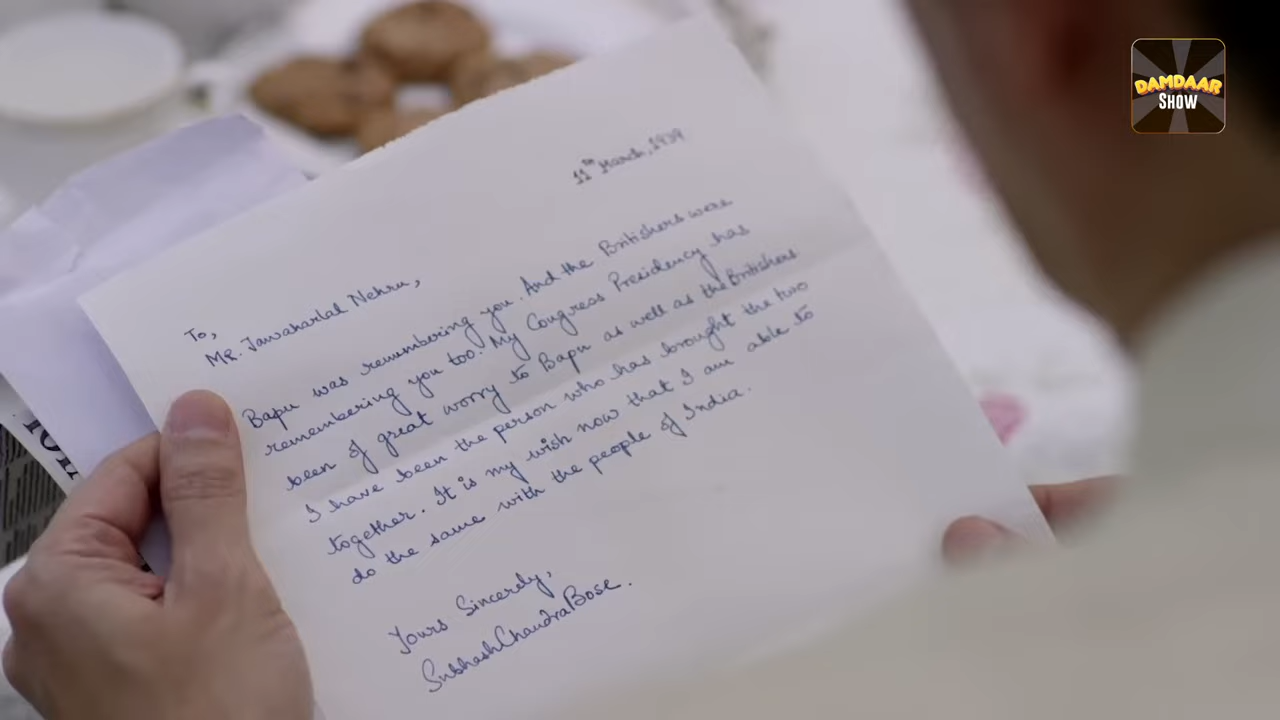 DAMDAAR
SHOW
11th March, 1939
To,
MR. Jawaharlal Nehru,
Bapu was remembering you. And the Britishers were
remembering you too. My Congress Presidency has
been of great worry to Bapu as well as the Britishers
I have been the person who has brought the two
together. It is my wish now that I am able to
do the same with the people of India.
Yours Sincerely,
SubhashChandraBose.